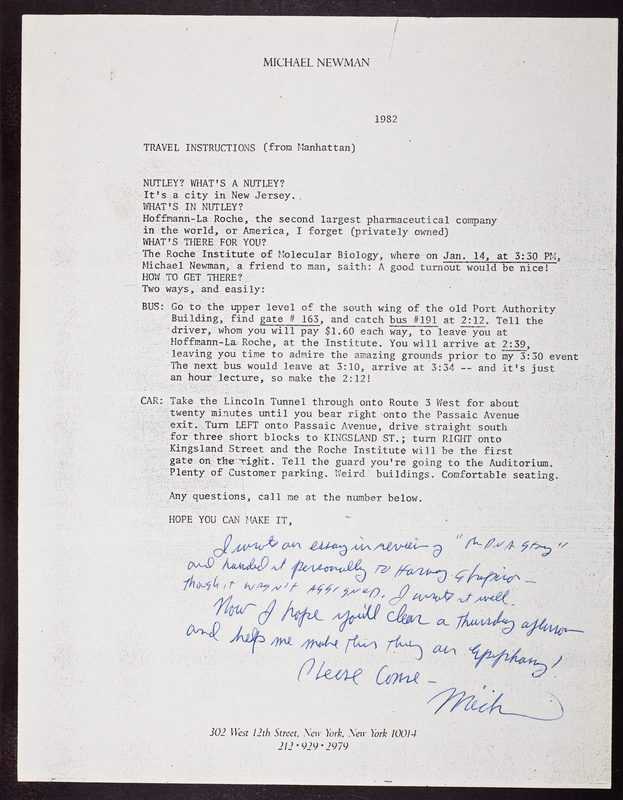 MICHAEL NEWMAN
1982
TRAVEL INSTRUCTIONS (from Manhattan)
NUTLEY? WHAT'S A NUTLEY?
It's a city in New Jersey.
WHAT'S IN NUTLEY?
Hoffmann-La Roche, the second largest pharmaceutical company
in the world, or America, I forget (privately owned)
WHAT'S THERE FOR YOU?
The Roche Institute of Molecular Biology, where on Jan. 14, at 3:30 PM,
Michael Newman, a friend to man, saith: A good turnout would be nice!
HOW TO GET THERE?
Two ways, and easily:
BUS: Go to the upper level of the south wing of the old Port Authority
Building, find gate # 163, and catch bus #191 at 2:12. Tell the
driver, whom you will pay $1.60 each way, to leave you at
Hoffmann-La Roche, at the Institute. You will arrive at 2:39,
leaving you time to admire the amazing grounds prior to my 3:30 event
The next bus would leave at 3:10, arrive at 3:34 -- and it's just
an hour lecture, so make the 2:12!
CAR: Take the Lincoln Tunnel through onto Route 3 West for about
twenty minutes until you bear right onto the Passaic Avenue
exit. Turn LEFT onto Passaic Avenue, drive straight south
for three short blocks to KINGSLAND ST.; turn RIGHT onto
Kingsland Street and the Roche Institute will be the first
gate on the right. Tell the guard you're going to the Auditorium.
Plenty of Customer parking. Weird buildings. Comfortable seating.
Any questions, call me at the number below.
HOPE YOU CAN MAKE IT,
I wrote an essay in reviewing "The DNA Story"
and handed it personally to Harvey Shapiro -
though it WASN'T ASSIGNED. I wrote it well.
Now I hope you'll clear a Thursday afternoon
and help me make this thing an Epiphany!
Please Come -
302 West 12th Street, New York, New York 10014
212•929•2979